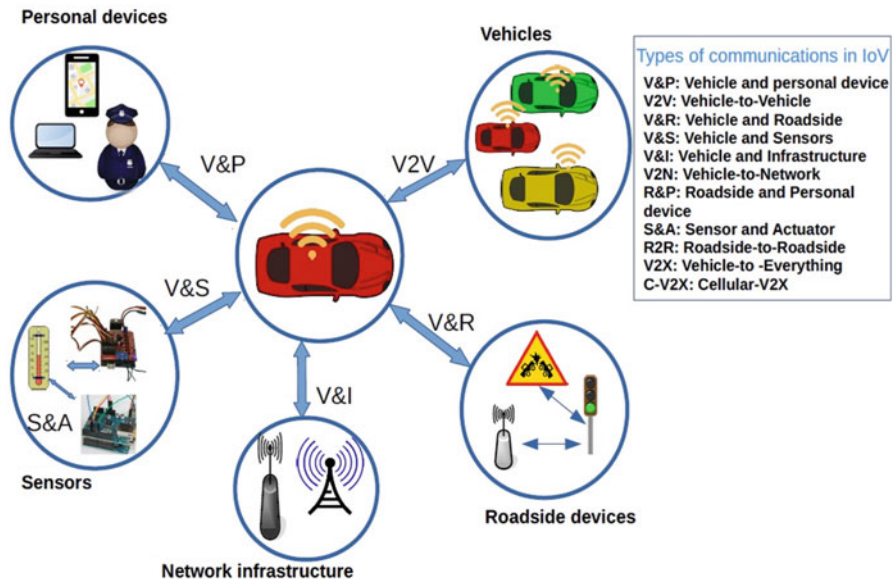 Personal devices
Vehicles
V&P
V2V
V&S
V&R
S&A
V&I
Sensors
Network infrastructure
Roadside devices
Types of communications in IoV
V&P: Vehicle and personal device
V2V: Vehicle-to-Vehicle
V&R: Vehicle and Roadside
V&S: Vehicle and Sensors
V&I: Vehicle and Infrastructure
V2N: Vehicle-to-Network
R&P: Roadside and Personal
device
S&A: Sensor and Actuator
R2R: Roadside-to-Roadside
V2X: Vehicle-to -Everything
C-V2X: Cellular-V2X